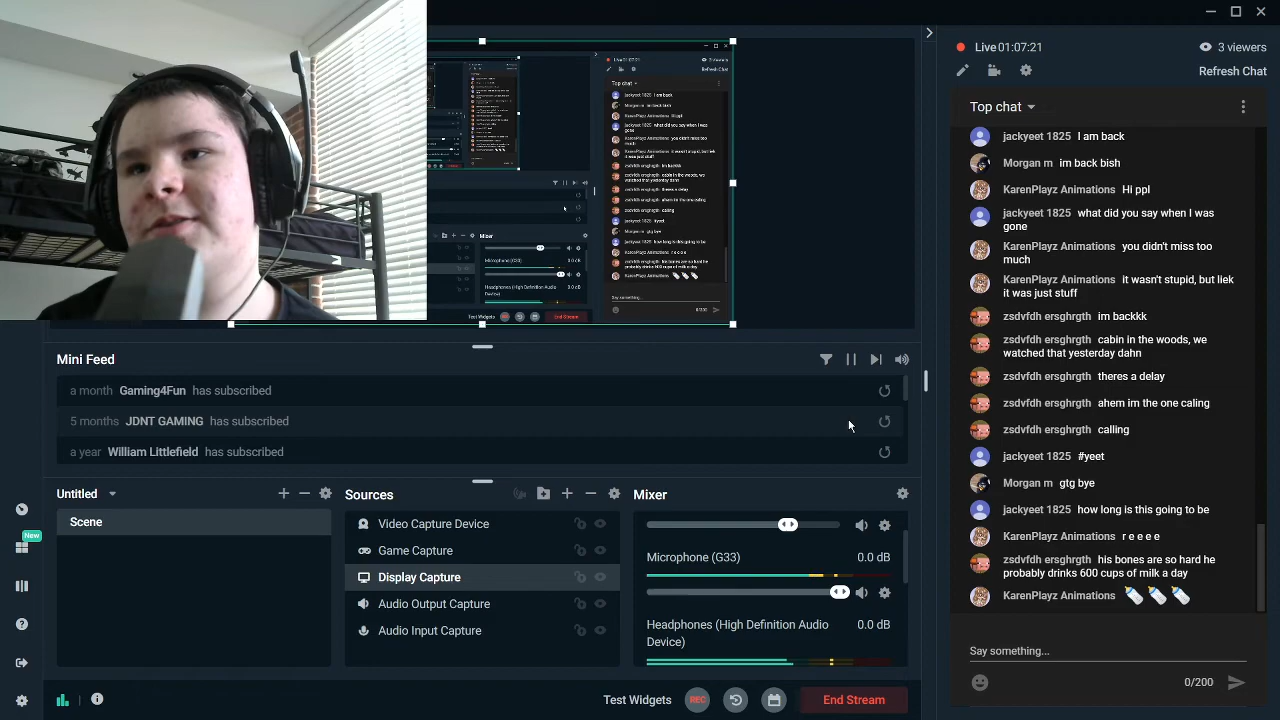 Live 01:07:21
3 viewers
Refresh Chat
Top chat
jackyeet 1825 I am back
Morgan m im back bish
KarenPlayz Animations Hi ppl
jackyeet 1825 what did you say when I was
gone
KarenPlayz Animations you didn't miss too
much
KarenPlayz Animations it wasn't stupid, but liek
it was just stuff
zsdvfdh ersghrgth im backkk
zsdvfdh ersghrgth cabin in the woods, we
watched that yesterday dahn
zsdvfdh ersghrgth theres a delay
zsdvfdh ersghrgth ahem im the one caling
zsdvfdh ersghrgth calling
jackyeet 1825 #yeet
Morgan m gtg bye
jackyeet 1825 how long is this going to be
KarenPlayz Animations r e e e e
zsdvfdh ersghrgth his bones are so hard he
probably drinks 600 cups of milk a day
KarenPlayz Animations 🍼🍼🍼
Say something...
0/200
Mini Feed
a month Gaming4Fun has subscribed
5 months JDNT GAMING has subscribed
a year William Littlefield has subscribed
New
Untitled
Scene
Sources
Video Capture Device
Game Capture
Display Capture
Audio Output Capture
Audio Input Capture
Mixer
Microphone (G33) 0.0 dB
Headphones (High Definition Audio 0.0 dB
Device)
Test Widgets
REC
End Stream